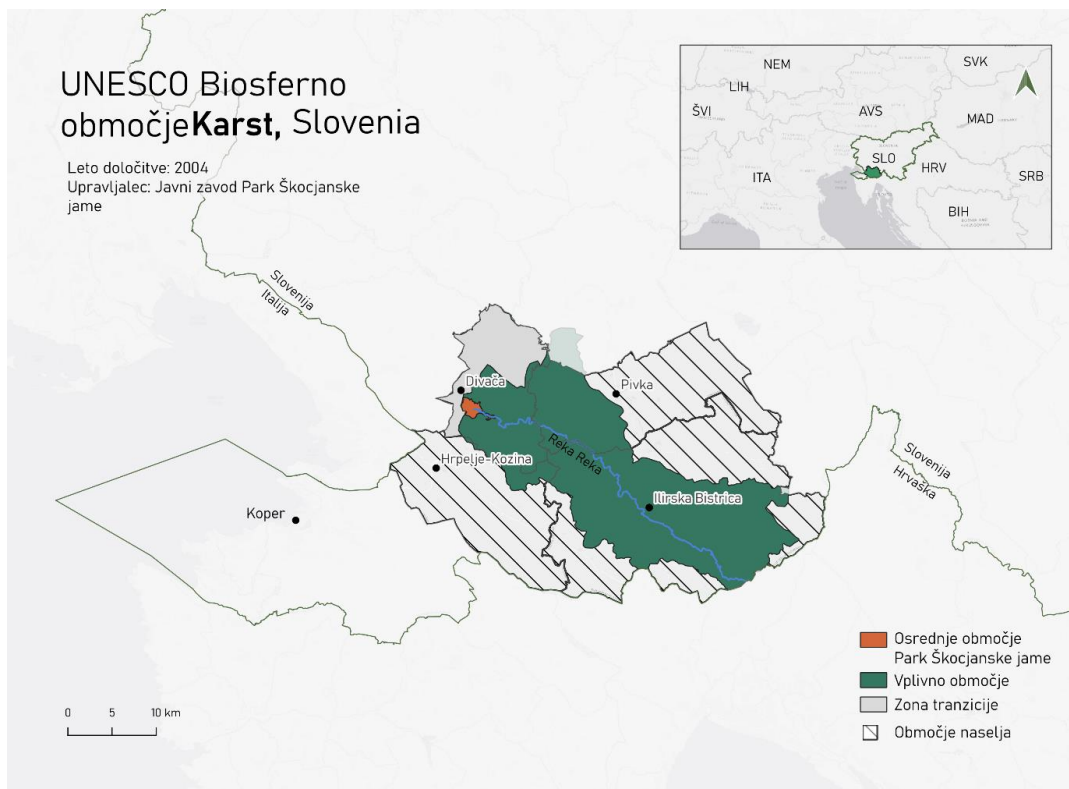 UNESCO Biosferno
območjeKarst, Slovenia
Leto določitve: 2004
Upravljalec: Javni zavod Park Škocjanske
jame
NEM
SVK
LIH
ŠVI
AVS
MAD
SLO
HRV
ITA
SRB
BIH
Slovenija
Italija
Divača
Pivka
Reka Reka
Hrpelje-Kozina
Ilirska Bistrica
Koper
Slovenija
Hrvaška
Osrednje območje
Park Škocjanske jame
Vplivno območje
Zona tranzicije
Območje naselja
0 5 10 km